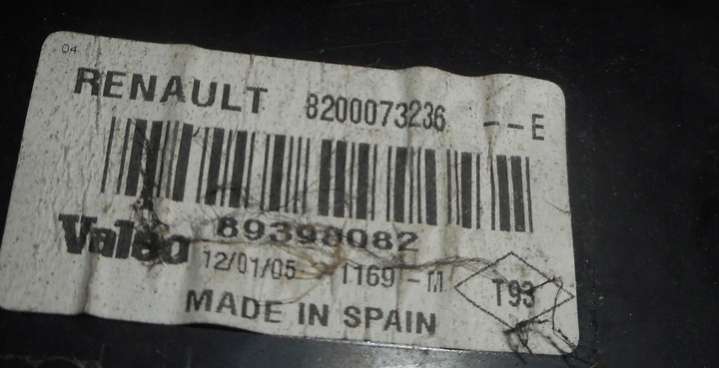 04
RENAULT 8200073236 --E
89398082
Valeo 12/01/05 1169-M T93
MADE IN SPAIN